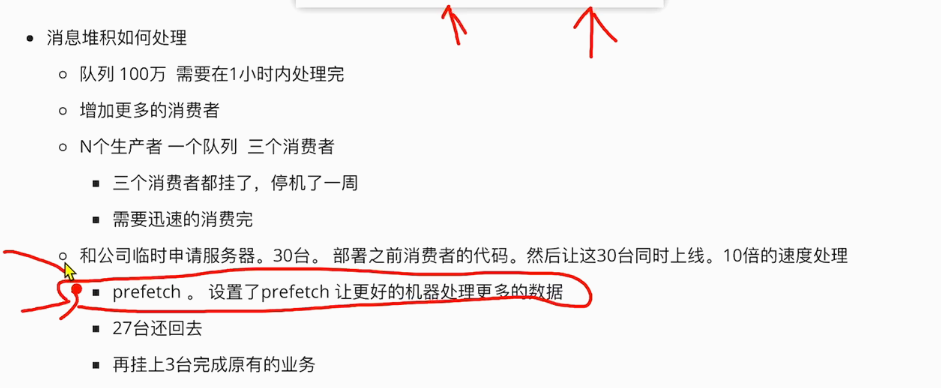 消息堆积如何处理
队列 100万 需要在1小时内处理完
增加更多的消费者
N个生产者 一个队列 三个消费者
三个消费者都挂了，停机了一周
需要迅速的消费完
和公司临时申请服务器。30台。 部署之前消费者的代码。然后让这30台同时上线。10倍的速度处理
prefetch 。 设置了prefetch 让更好的机器处理更多的数据
27台还回去
再挂上3台完成原有的业务